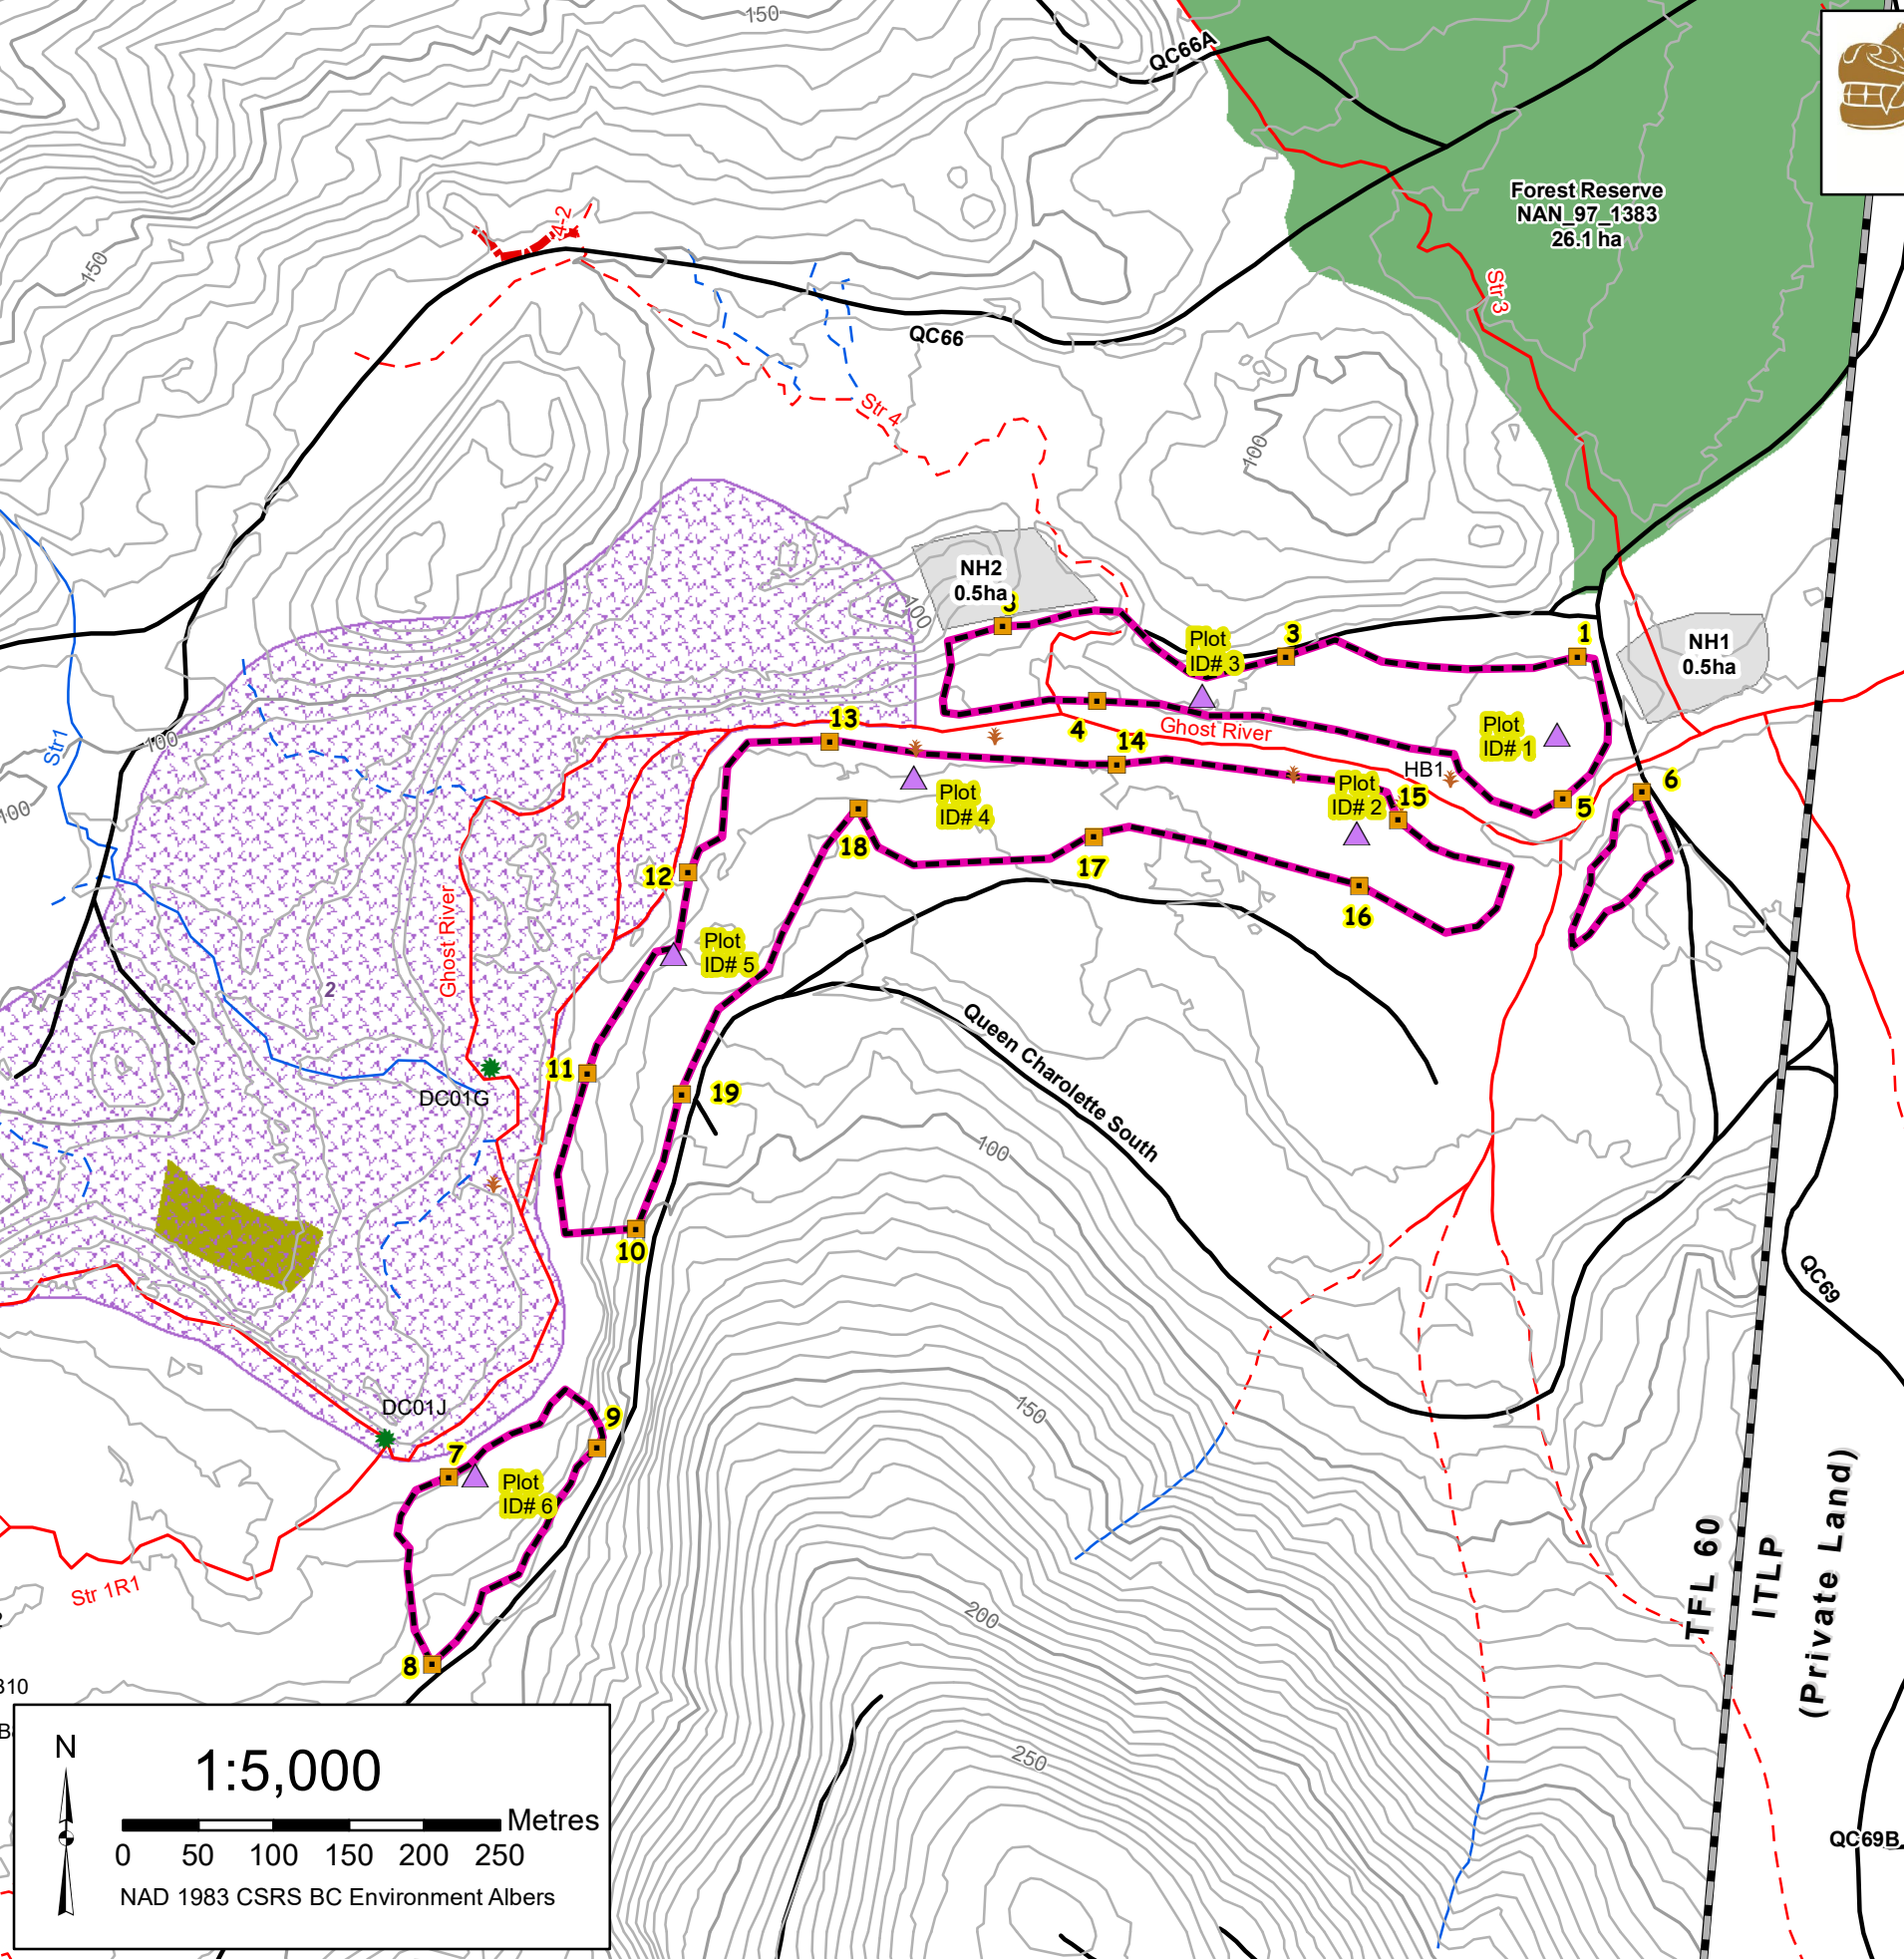 150
QC66A
Forest Reserve
NAN_97_1383
26.1 ha
4-2
150
Str 3
QC66
Str 4
100
Str1
NH2
0.5ha
3
100
Plot
ID# 3
3
1
NH1
0.5ha
100
13
4
14
Ghost River
Plot
ID# 1
HB1
6
100
Plot
ID# 4
Plot
ID# 2
15
5
18
17
12
16
Ghost River
Plot
ID# 5
2
Queen Charolette South
11
19
DC01G
100
10
QC69
DC01J
9
150
7
Plot
ID# 6
Str 1R1
200
TFL 60
ITLP
(Private Land)
8
310
B
250
QC69B
N
1:5,000
Metres
0 50 100 150 200 250
NAD 1983 CSRS BC Environment Albers